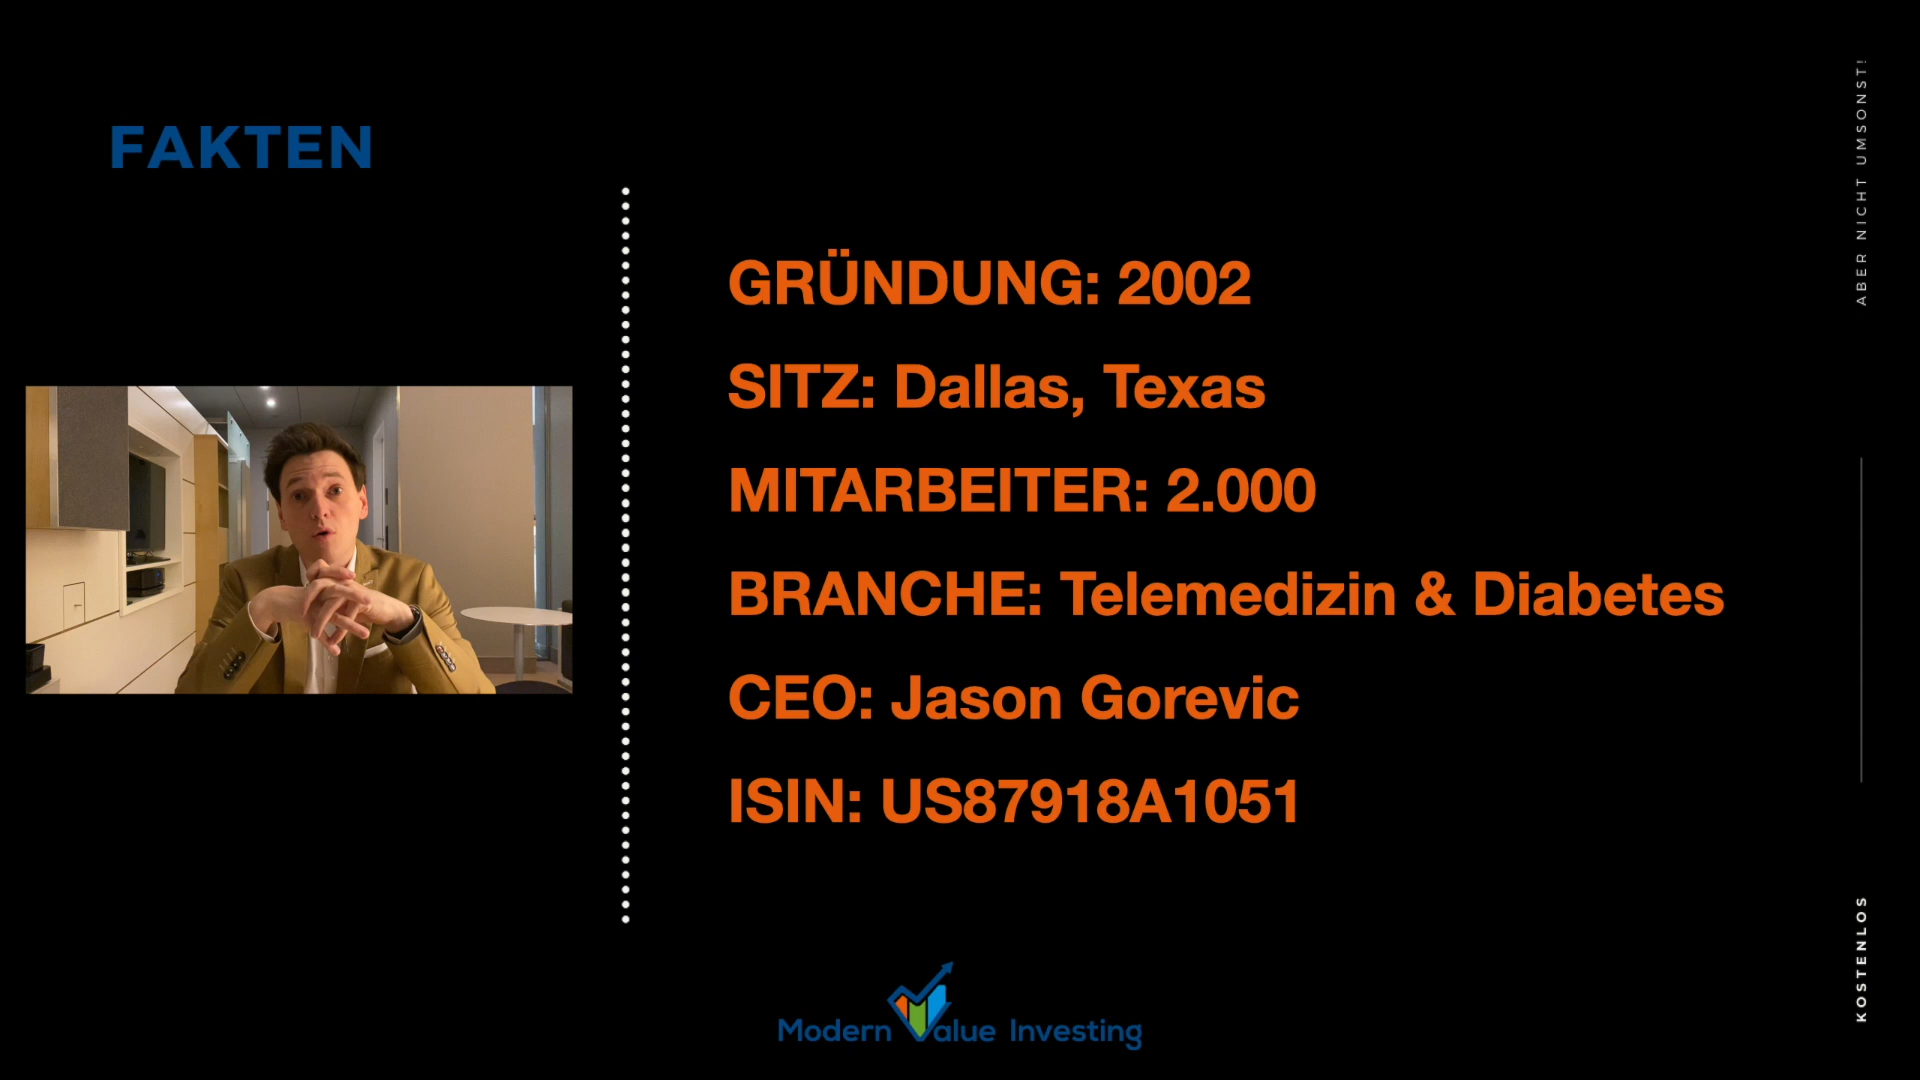 FAKTEN
GRÜNDUNG: 2002
SITZ: Dallas, Texas
MITARBEITER: 2.000
BRANCHE: Telemedizin & Diabetes
CEO: Jason Gorevic
ISIN: US87918A1051
Modern Value Investing
KOSTENLOS
ABER NICHT UMSONST!